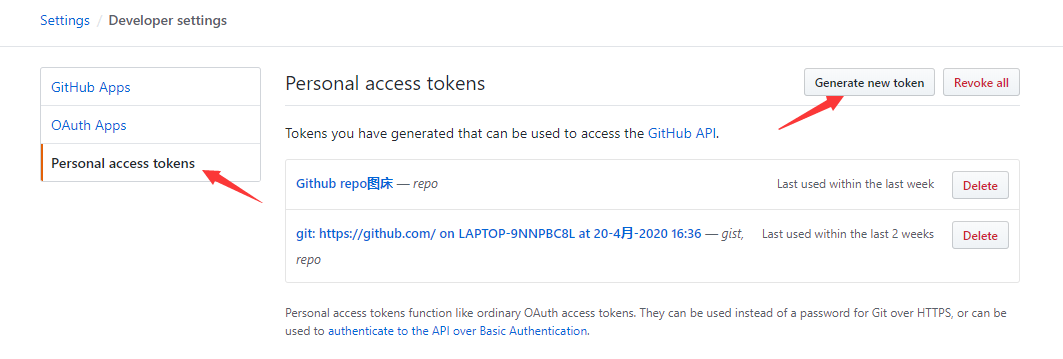 Settings / Developer settings
GitHub Apps
OAuth Apps
Personal access tokens
Personal access tokens
Generate new token
Revoke all
Tokens you have generated that can be used to access the GitHub API.
Github repo图床 — repo
Last used within the last week
Delete
git: https://github.com/ on LAPTOP-9NNPBC8L at 20-4月-2020 16:36 — gist,
repo
Last used within the last 2 weeks
Delete
Personal access tokens function like ordinary OAuth access tokens. They can be used instead of a password for Git over HTTPS, or can be
used to authenticate to the API over Basic Authentication.